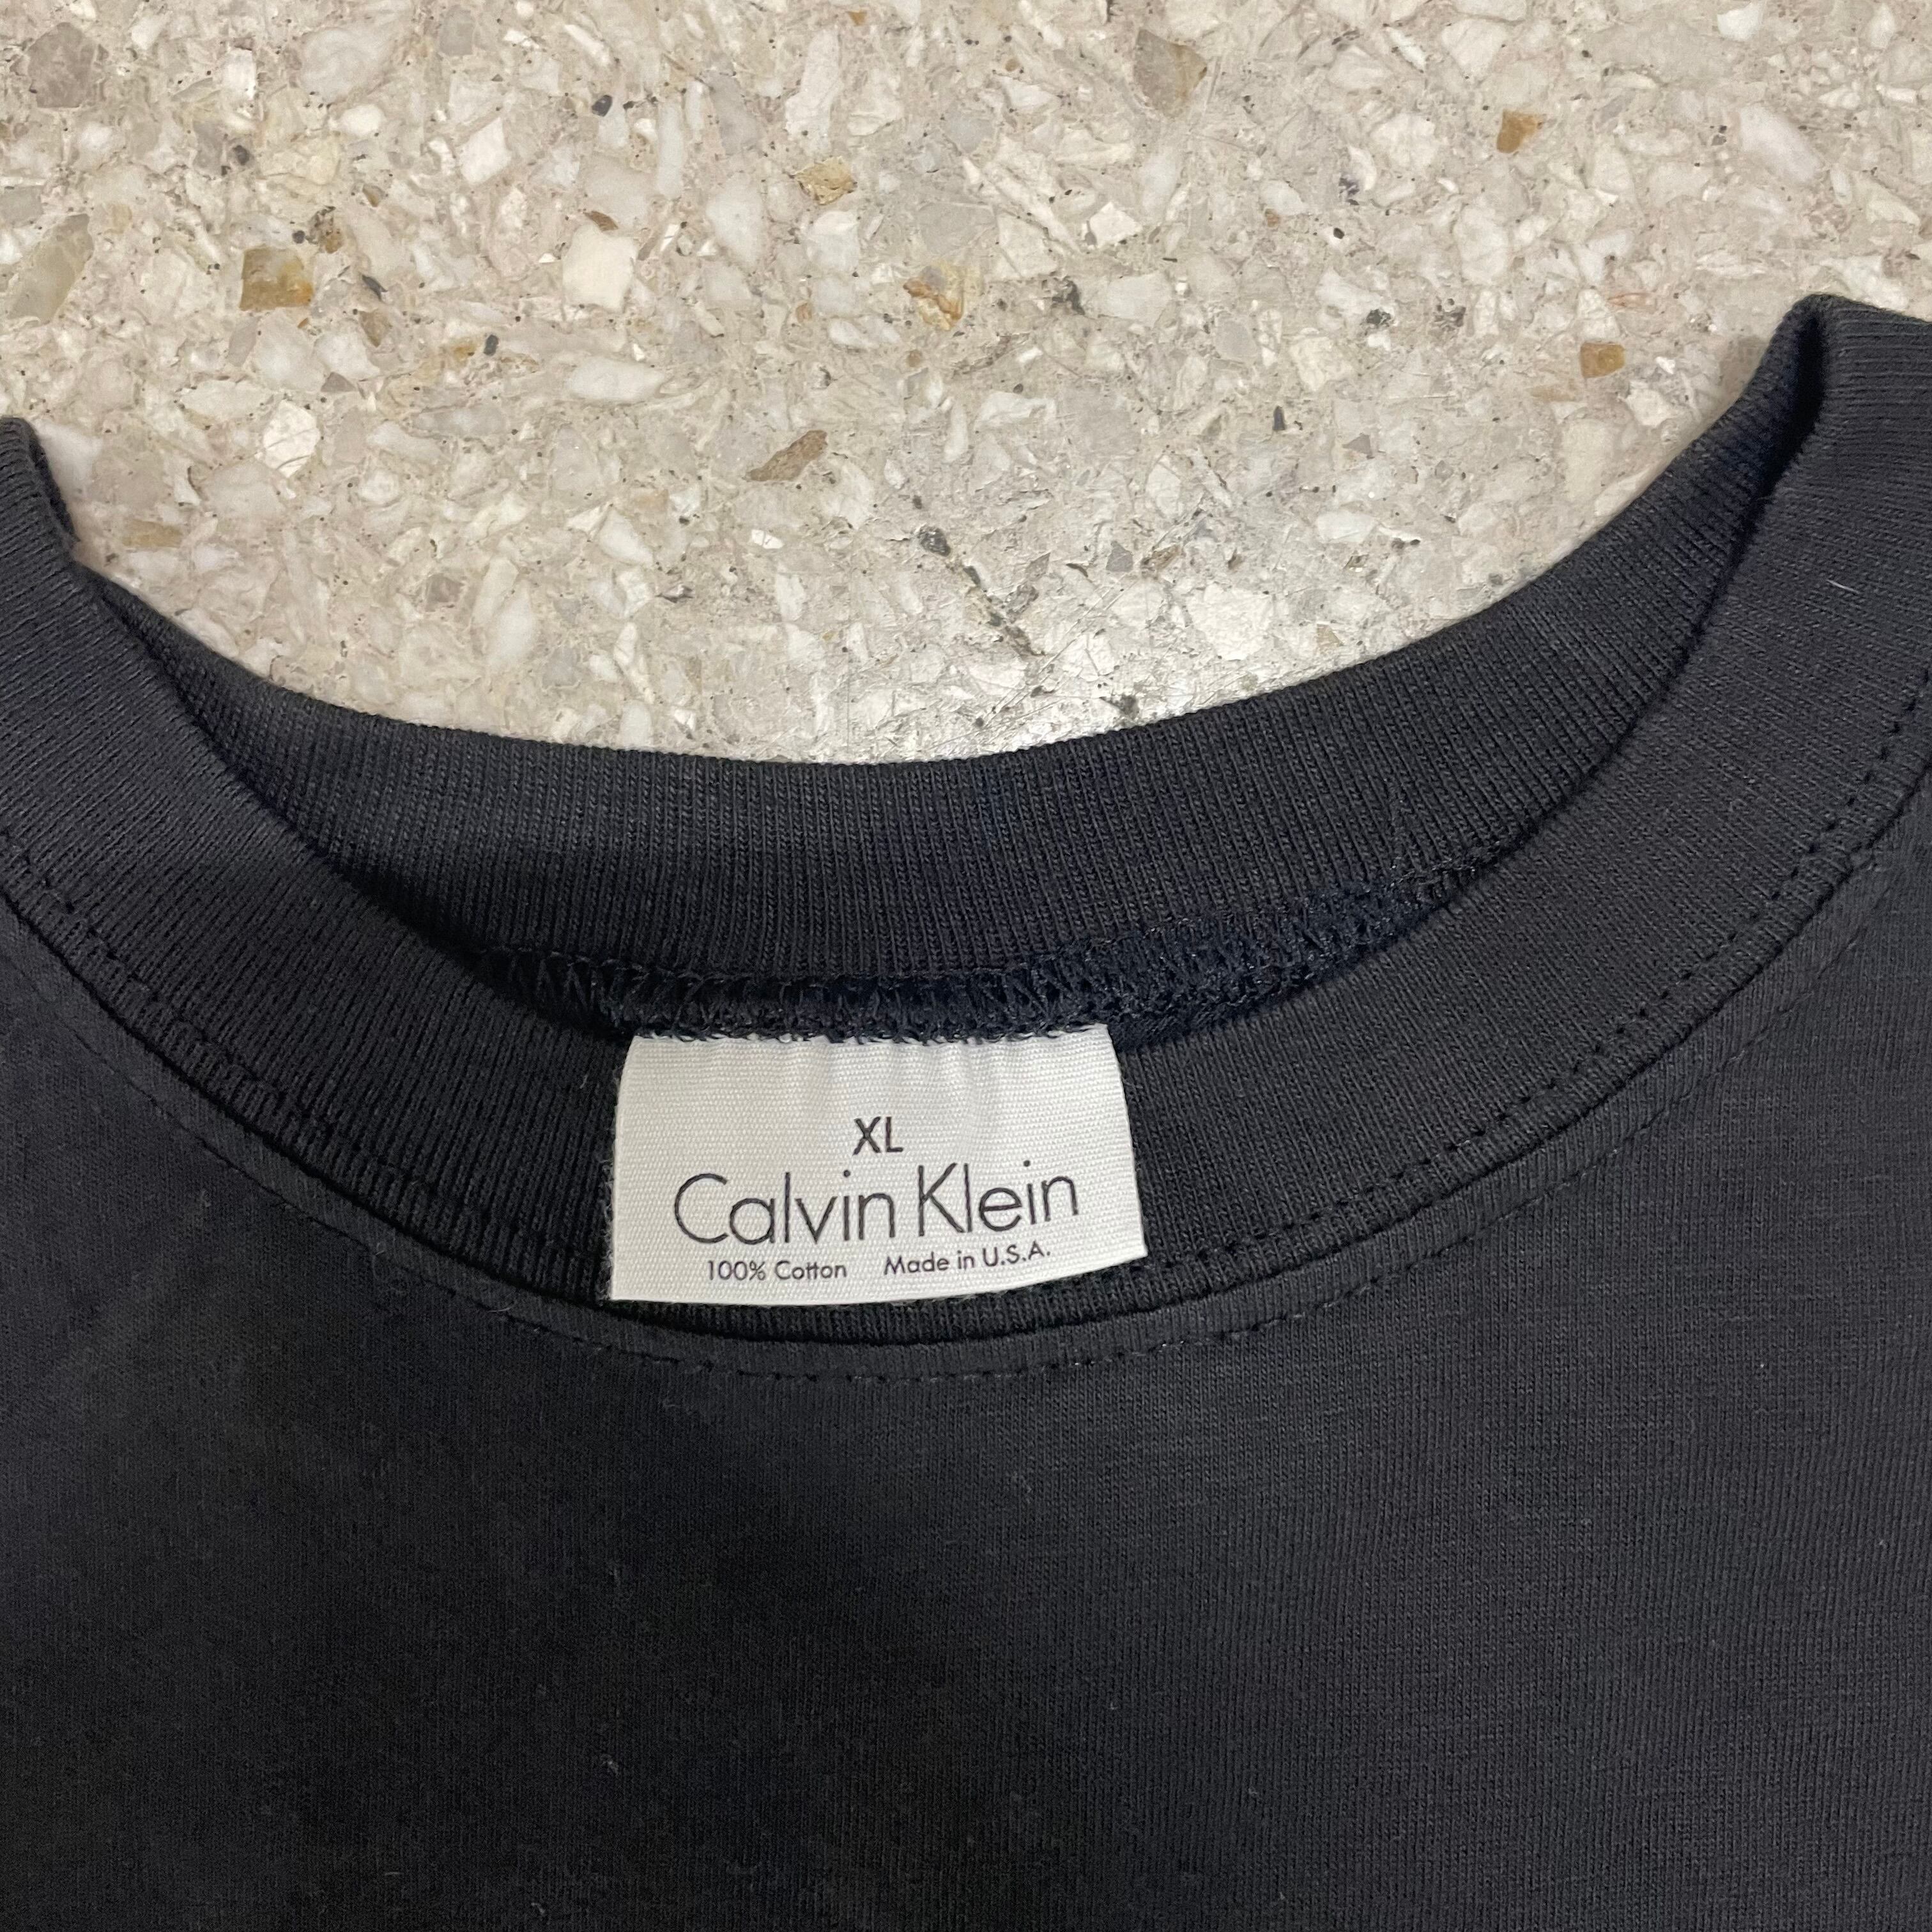 XL
Calvin Klein
100% Cotton Made in U.S.A.